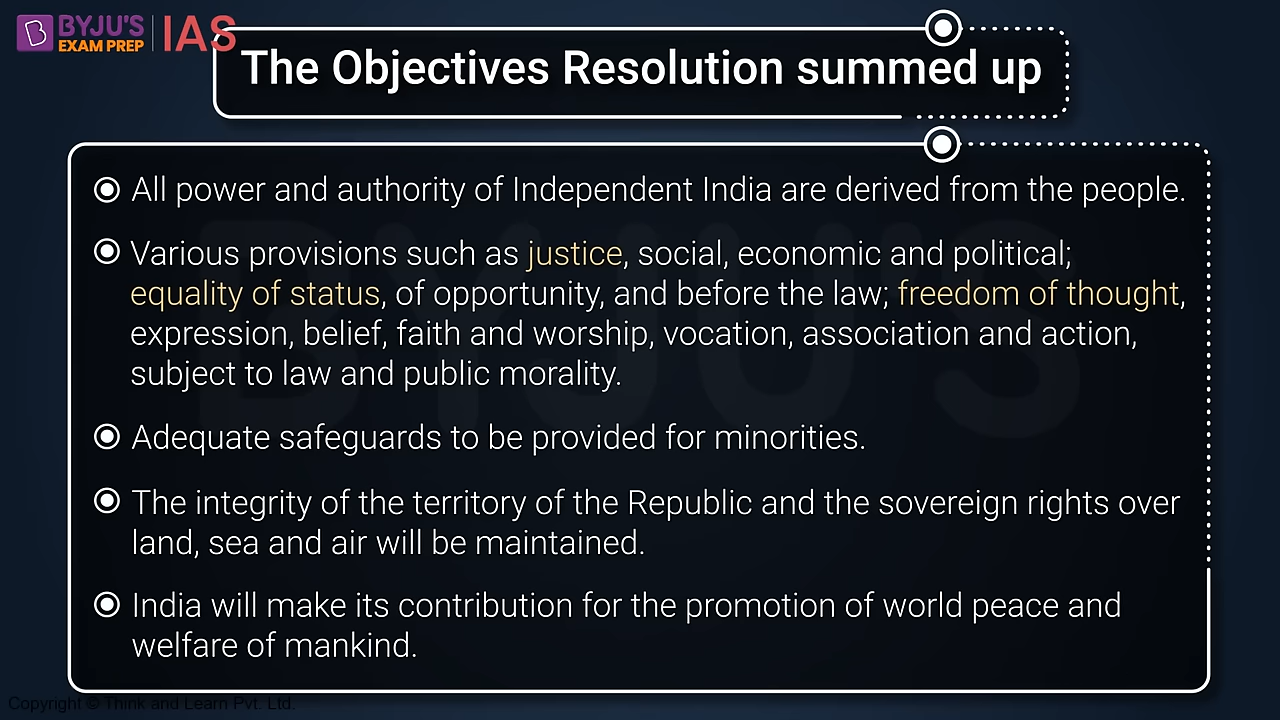 BYJU'S
EXAM PREP
IAS
The Objectives Resolution summed up
All power and authority of Independent India are derived from the people.
Various provisions such as justice, social, economic and political;
equality of status, of opportunity, and before the law; freedom of thought,
expression, belief, faith and worship, vocation, association and action,
subject to law and public morality.
Adequate safeguards to be provided for minorities.
The integrity of the territory of the Republic and the sovereign rights over
land, sea and air will be maintained.
India will make its contribution for the promotion of world peace and
welfare of mankind.
BYJU'S
Copyright © Think and Learn Pvt. Ltd.